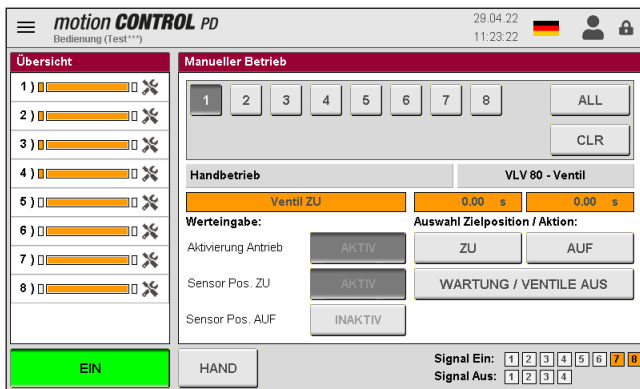 motion CONTROL PD
Bedienung (Test***)
29.04.22
11:23:22
Übersicht
1 )
2 )
3 )
4 )
5 )
6 )
7 )
8 )
Manueller Betrieb
1 2 3 4 5 6 7 8 ALL
CLR
Handbetrieb VLV 80 - Ventil
Ventil ZU 0.00 s 0.00 s
Werteingabe: Auswahl Zielposition / Aktion:
Aktivierung Antrieb AKTIV ZU AUF
Sensor Pos. ZU AKTIV WARTUNG / VENTILE AUS
Sensor Pos. AUF INAKTIV
EIN HAND
Signal Ein: 1 2 3 4 5 6 7 8
Signal Aus: 1 2 3 4